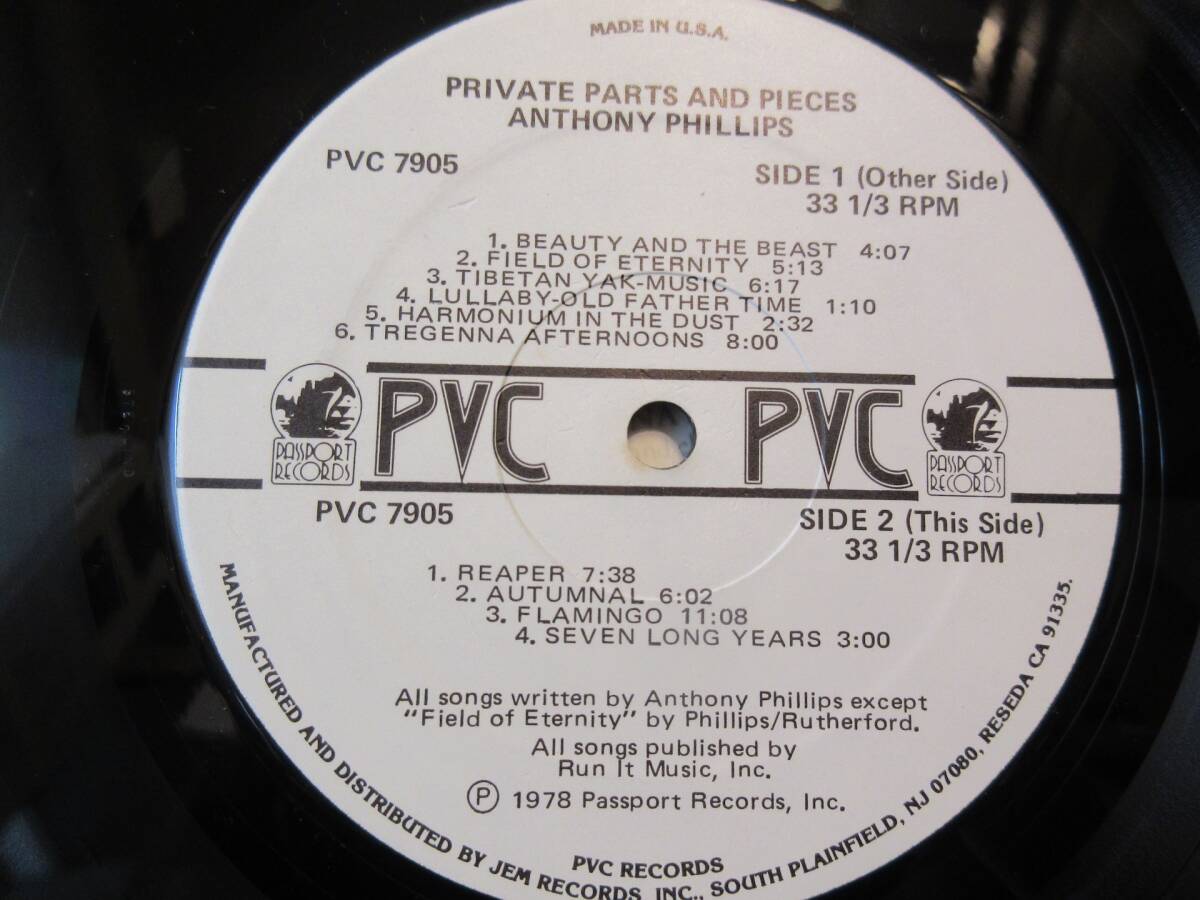 MADE IN U.S.A.
PRIVATE PARTS AND PIECES
ANTHONY PHILLIPS
PVC 7905
SIDE 1 (Other Side)
33 1/3 RPM
1. BEAUTY AND THE BEAST 4:07
2. FIELD OF ETERNITY 5:13
3. TIBETAN YAK-MUSIC 6:17
4. LULLABY-OLD FATHER TIME 1:10
5. HARMONIUM IN THE DUST 2:32
6. TREGENNA AFTERNOONS 8:00
PASSPORT
RECORDS
PVC
PVC
PASSPORT
RECORDS
PVC 7905
SIDE 2 (This Side)
33 1/3 RPM
1. REAPER 7:38
2. AUTUMNAL 6:02
3. FLAMINGO 11:08
4. SEVEN LONG YEARS 3:00
All songs written by Anthony Phillips except
"Field of Eternity" by Phillips/Rutherford.
All songs published by
Run It Music, Inc.
Ⓟ 1978 Passport Records, Inc.
PVC RECORDS
MANUFACTURED AND DISTRIBUTED BY JEM RECORDS, INC., SOUTH PLAINFIELD, NJ 07080, RESEDA CA 91335.